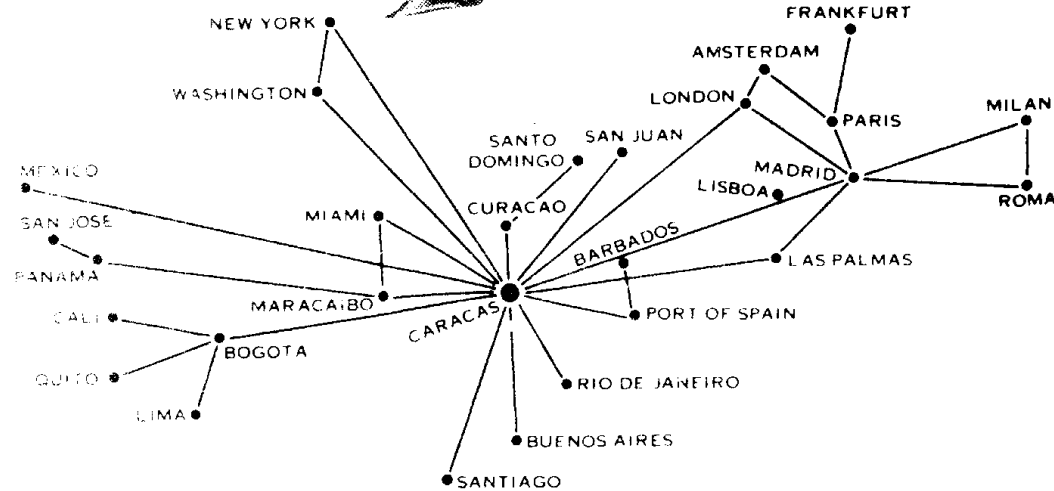 FRANKFURT
NEW YORK
AMSTERDAM
WASHINGTON
LONDON
MILAN
PARIS
SANTO
DOMINGO
SAN JUAN
MEXICO
MADRID
LISBOA
ROMA
SAN JOSE
MIAMI
CURACAO
BARBADOS
PANAMA
LAS PALMAS
MARACAIBO
CARACAS
PORT OF SPAIN
CALI
BOGOTA
QUITO
RIO DE JANEIRO
LIMA
BUENOS AIRES
SANTIAGO